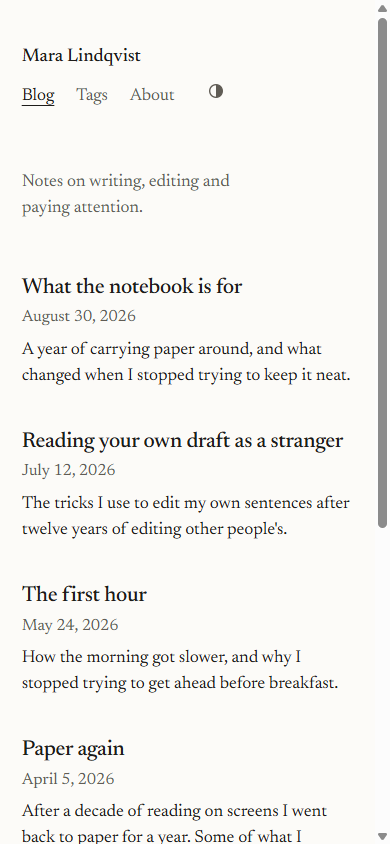 Mara Lindqvist
Blog Tags About
Notes on writing, editing and
paying attention.
What the notebook is for
August 30, 2026
A year of carrying paper around, and what
changed when I stopped trying to keep it neat.
Reading your own draft as a stranger
July 12, 2026
The tricks I use to edit my own sentences after
twelve years of editing other people's.
The first hour
May 24, 2026
How the morning got slower, and why I
stopped trying to get ahead before breakfast.
Paper again
April 5, 2026
After a decade of reading on screens I went
back to paper for a year. Some of what I